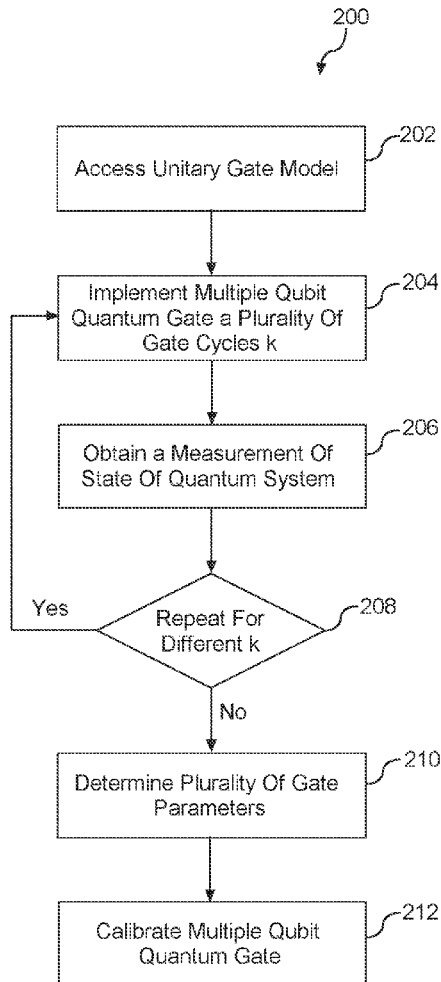 200
202
Access Unitary Gate Model
204
Implement Multiple Qubit
Quantum Gate a Plurality Of
Gate Cycles k
206
Obtain a Measurement Of
State Of Quantum System
Yes
208
Repeat For
Different k
No
210
Determine Plurality Of Gate
Parameters
212
Calibrate Multiple Qubit
Quantum Gate